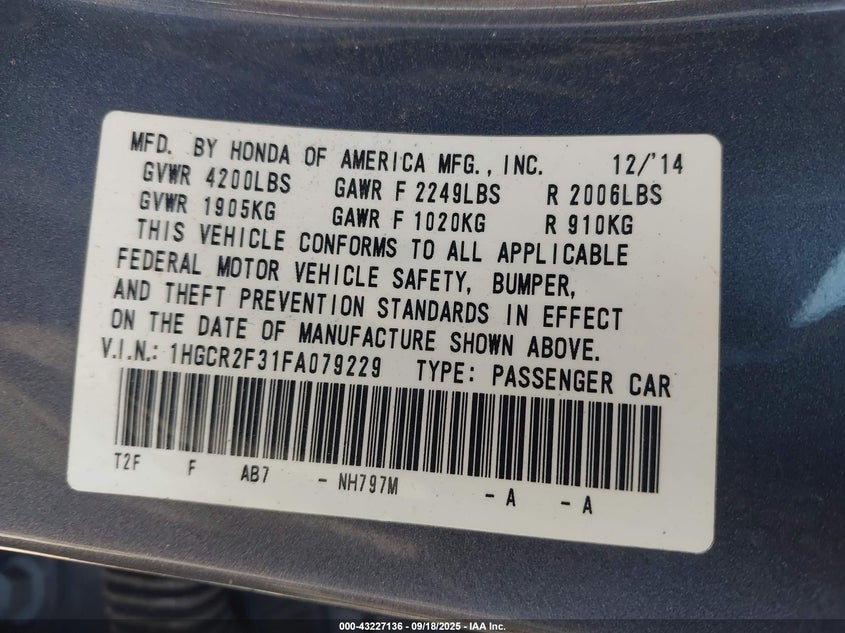 MFD. BY HONDA OF AMERICA MFG., INC. 12/'14
GVWR 4200LBS GAWR F 2249LBS R 2006LBS
GVWR 1905KG GAWR F 1020KG R 910KG
THIS VEHICLE CONFORMS TO ALL APPLICABLE
FEDERAL MOTOR VEHICLE SAFETY, BUMPER,
AND THEFT PREVENTION STANDARDS IN EFFECT
ON THE DATE OF MANUFACTURE SHOWN ABOVE.
V.I.N.: 1HGCR2F31FA079229 TYPE: PASSENGER CAR
T2F F AB7 - NH797M - A - A
000-43227136 - 09/18/2025 - IAA Inc.